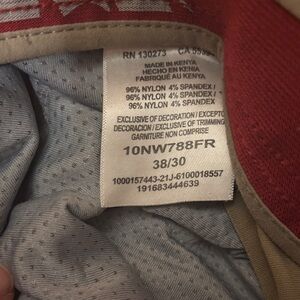 RN 130273 CA
MADE IN KENYA
HECHO EN KENIA
FABRIQUÉ AU KENYA
96% NYLON 4% SPANDEX /
96% NYLON 4% SPANDEX /
96% NYLON 4% SPANDEX
EXCLUSIVE OF DECORATION / EXCEPTO
DECORACIÓN / EXCLUSIVE OF TRIMMING
GARNITURE NON COMPRISE
10NW788FR
38/30
1000157443-21J-6100018557
191683444639